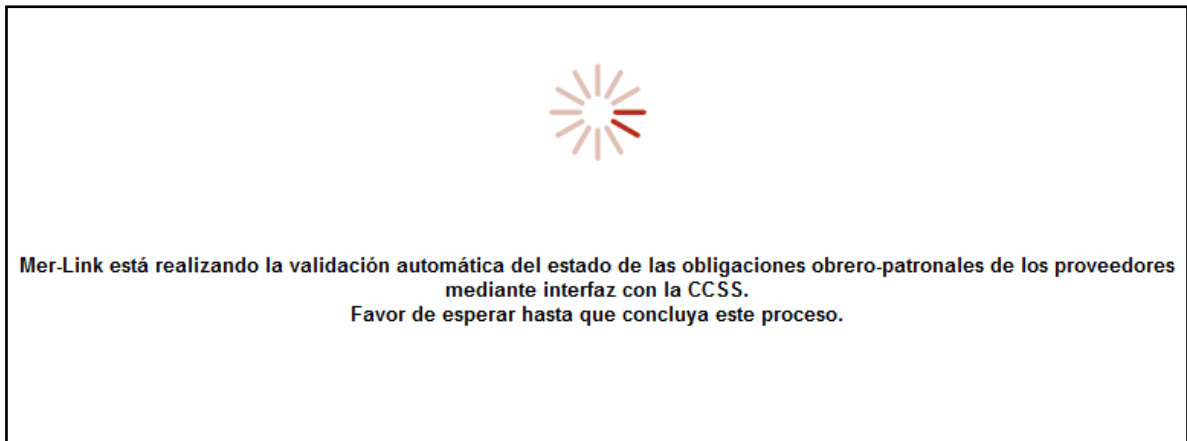 Mer-Link está realizando la validación automática del estado de las obligaciones obrero-patronales de los proveedores
mediante interfaz con la CCSS.
Favor de esperar hasta que concluya este proceso.